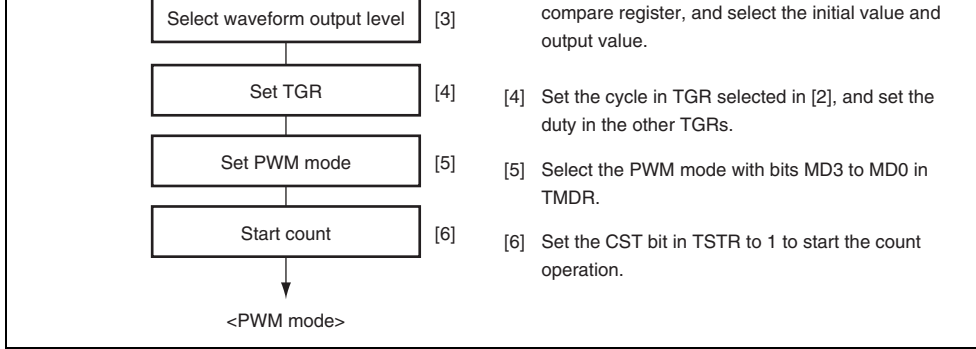 Select waveform output level [3]
compare register, and select the initial value and
output value.
Set TGR [4]
[4] Set the cycle in TGR selected in [2], and set the
duty in the other TGRs.
Set PWM mode [5]
[5] Select the PWM mode with bits MD3 to MD0 in
TMDR.
Start count [6]
[6] Set the CST bit in TSTR to 1 to start the count
operation.
<PWM mode>